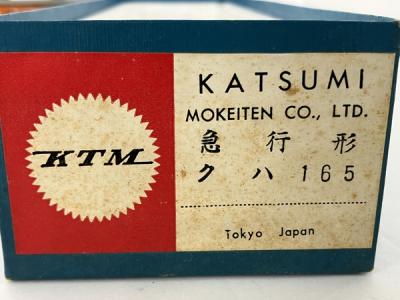 KTM
KATSUMI
MOKEITEN CO., LTD.
急行形
クハ 165
Tokyo Japan